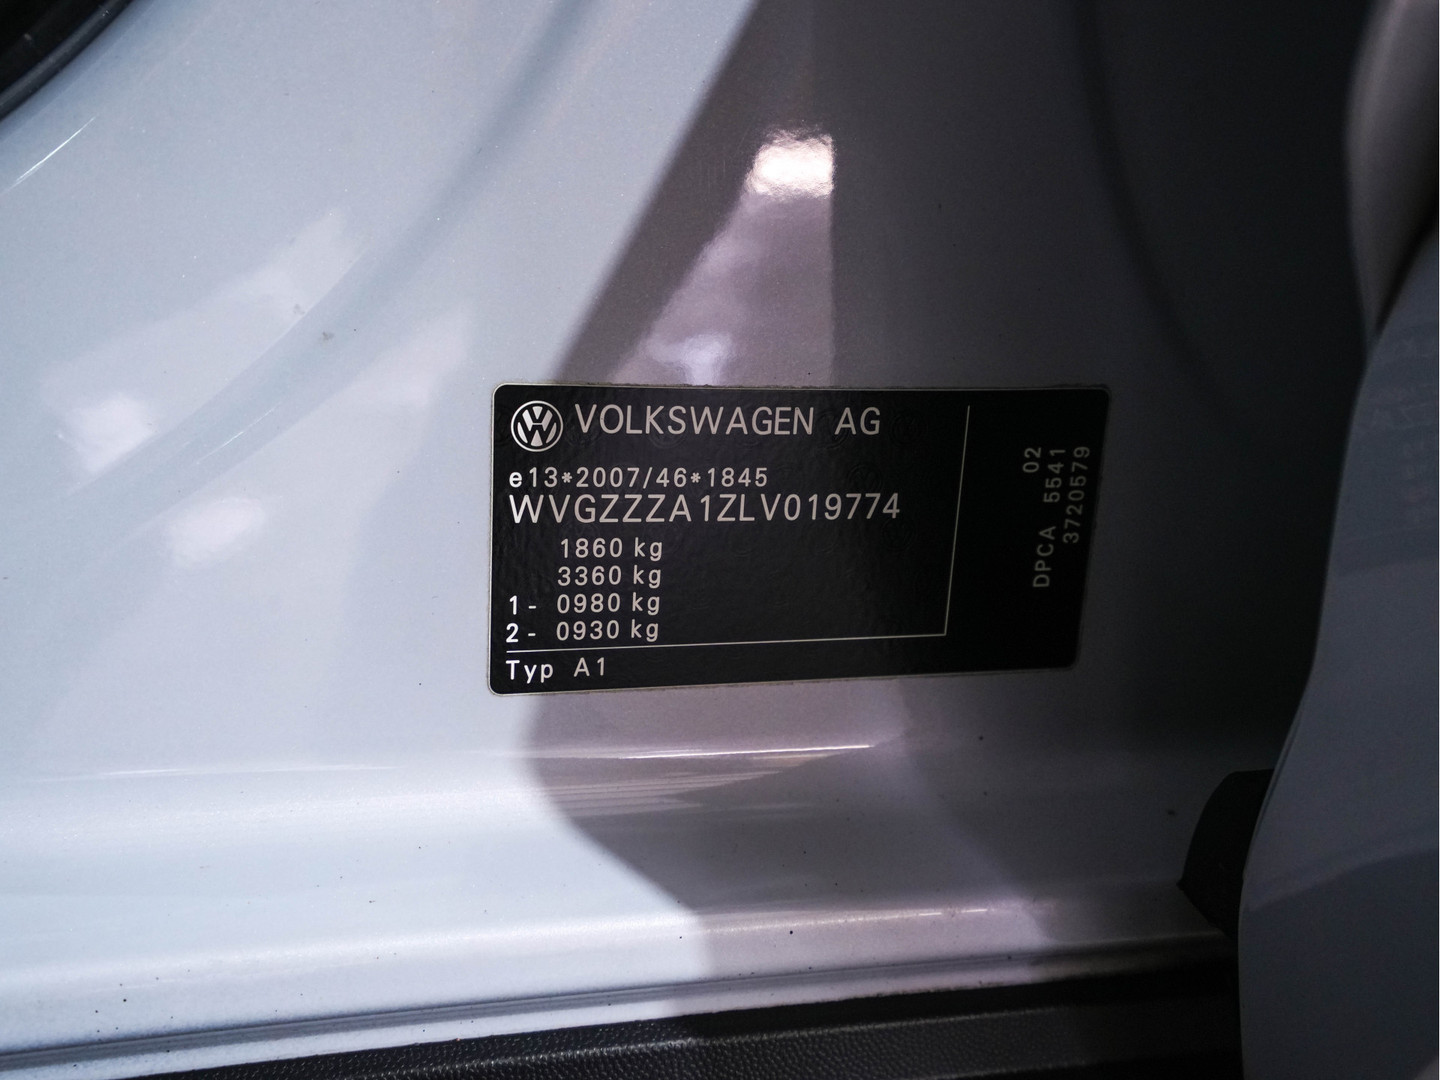 VOLKSWAGEN AG
e13*2007/46*1845
WVGZZZA1ZLV019774
1860 kg
3360 kg
1- 0980 kg
2- 0930 kg
Typ A1
02
DPCA 5541
3720579